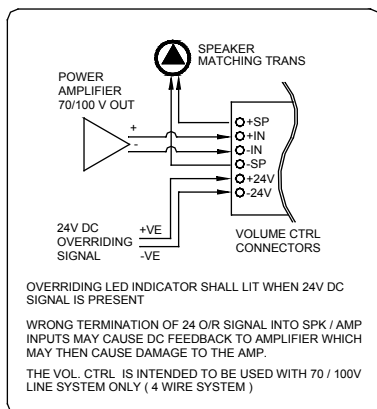 SPEAKER
MATCHING TRANS
POWER
AMPLIFIER
70/100 V OUT
+
-
+SP
+IN
-IN
-SP
+24V
-24V
24V DC
OVERRIDING
SIGNAL
+VE
-VE
VOLUME CTRL
CONNECTORS
OVERRIDING LED INDICATOR SHALL LIT WHEN 24V DC
SIGNAL IS PRESENT
WRONG TERMINATION OF 24 O/R SIGNAL INTO SPK / AMP
INPUTS MAY CAUSE DC FEEDBACK TO AMPLIFIER WHICH
MAY THEN CAUSE DAMAGE TO THE AMP.
THE VOL. CTRL IS INTENDED TO BE USED WITH 70 / 100V
LINE SYSTEM ONLY ( 4 WIRE SYSTEM )